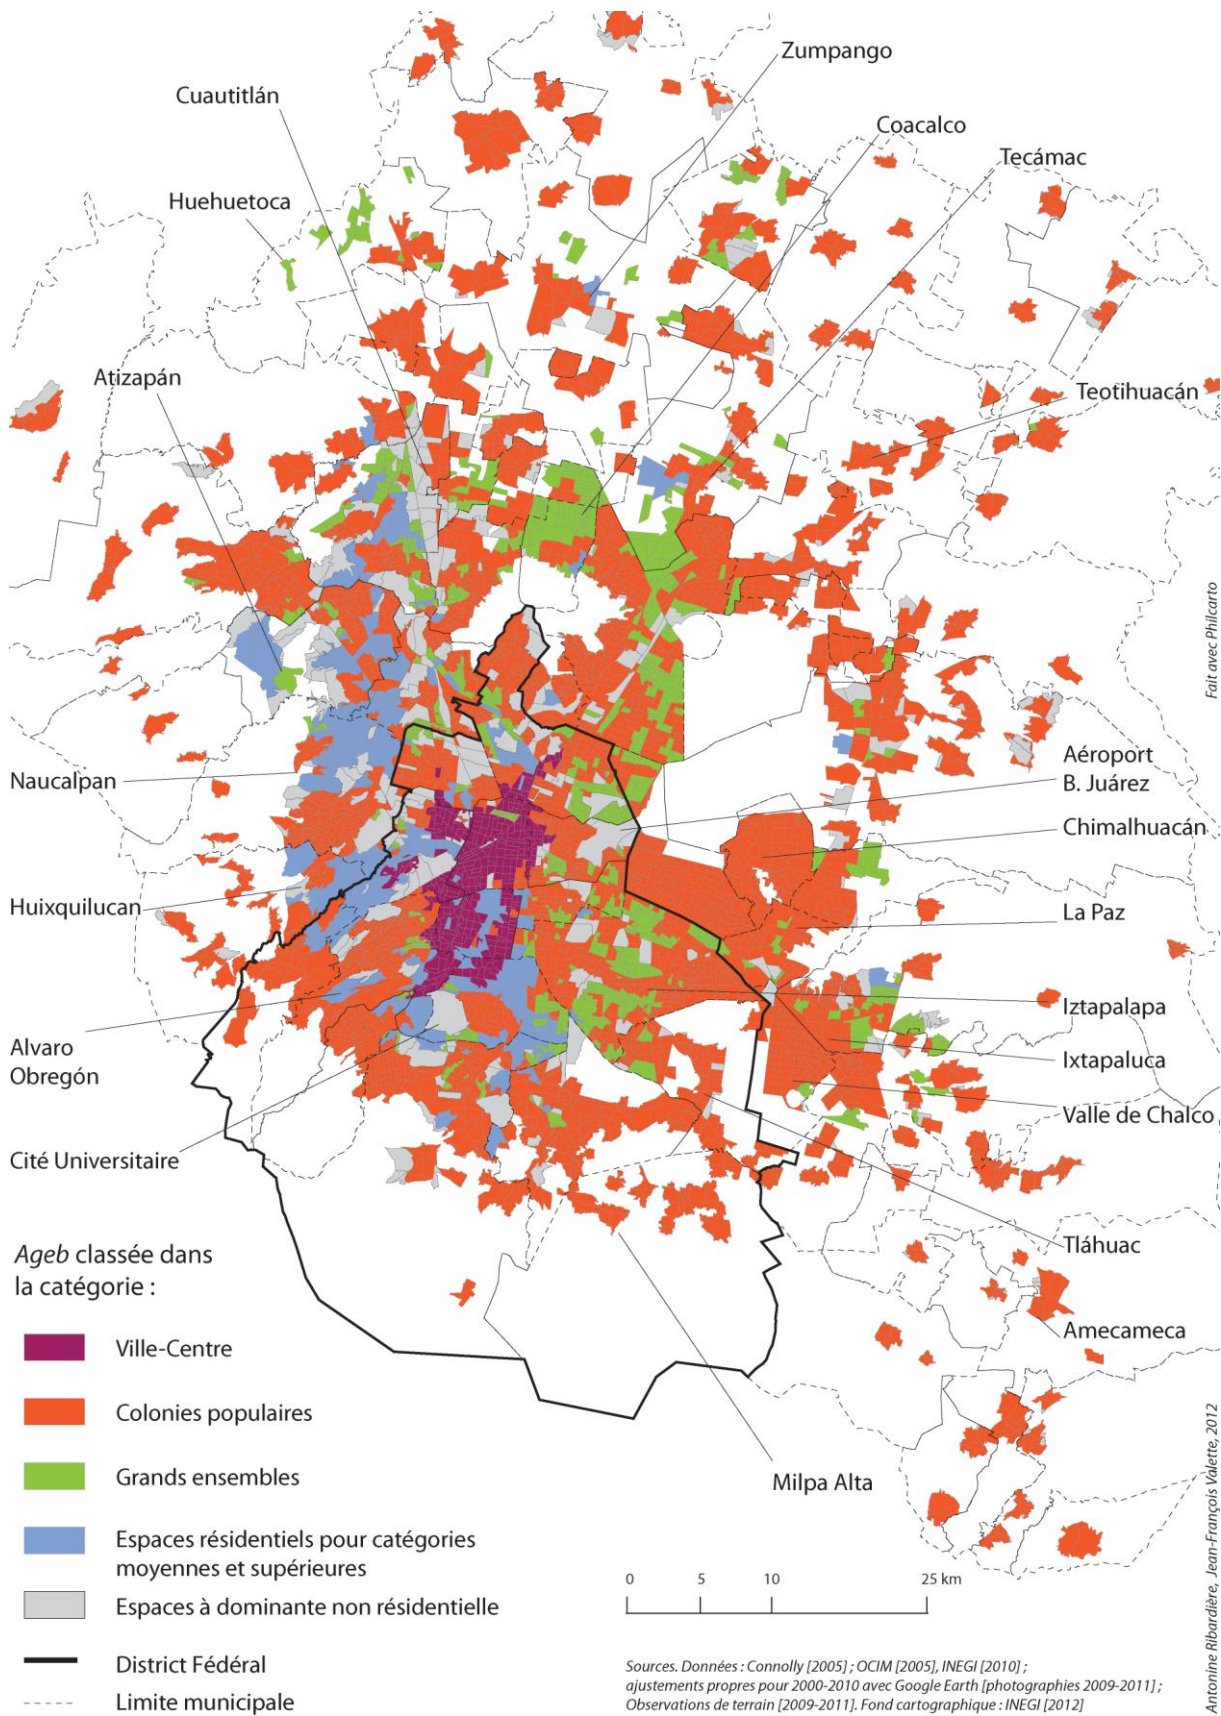 Zumpango
Cuautitlán
Coacalco
Tecámac
Huehuetoca
Atizapán
Teotihuacán
Fait avec Philcarto
Naucalpan
Aéroport
B. Juárez
Chimalhuacán
Huixquilucan
La Paz
Iztapalapa
Alvaro
Obregón
Ixtapaluca
Valle de Chalco
Cité Universitaire
Tláhuac
Amecameca
Milpa Alta
Ageb classée dans
la catégorie :
Ville-Centre
Colonies populaires
Grands ensembles
Espaces résidentiels pour catégories
moyennes et supérieures
Espaces à dominante non résidentielle
District Fédéral
Limite municipale
0 5 10 25 km
Sources. Données : Connolly [2005] ; OCIM [2005], INEGI [2010] ;
ajustements propres pour 2000-2010 avec Google Earth [photographies 2009-2011] ;
Observations de terrain [2009-2011]. Fond cartographique : INEGI [2012]
Antonine Ribardière, Jean-François Valette, 2012